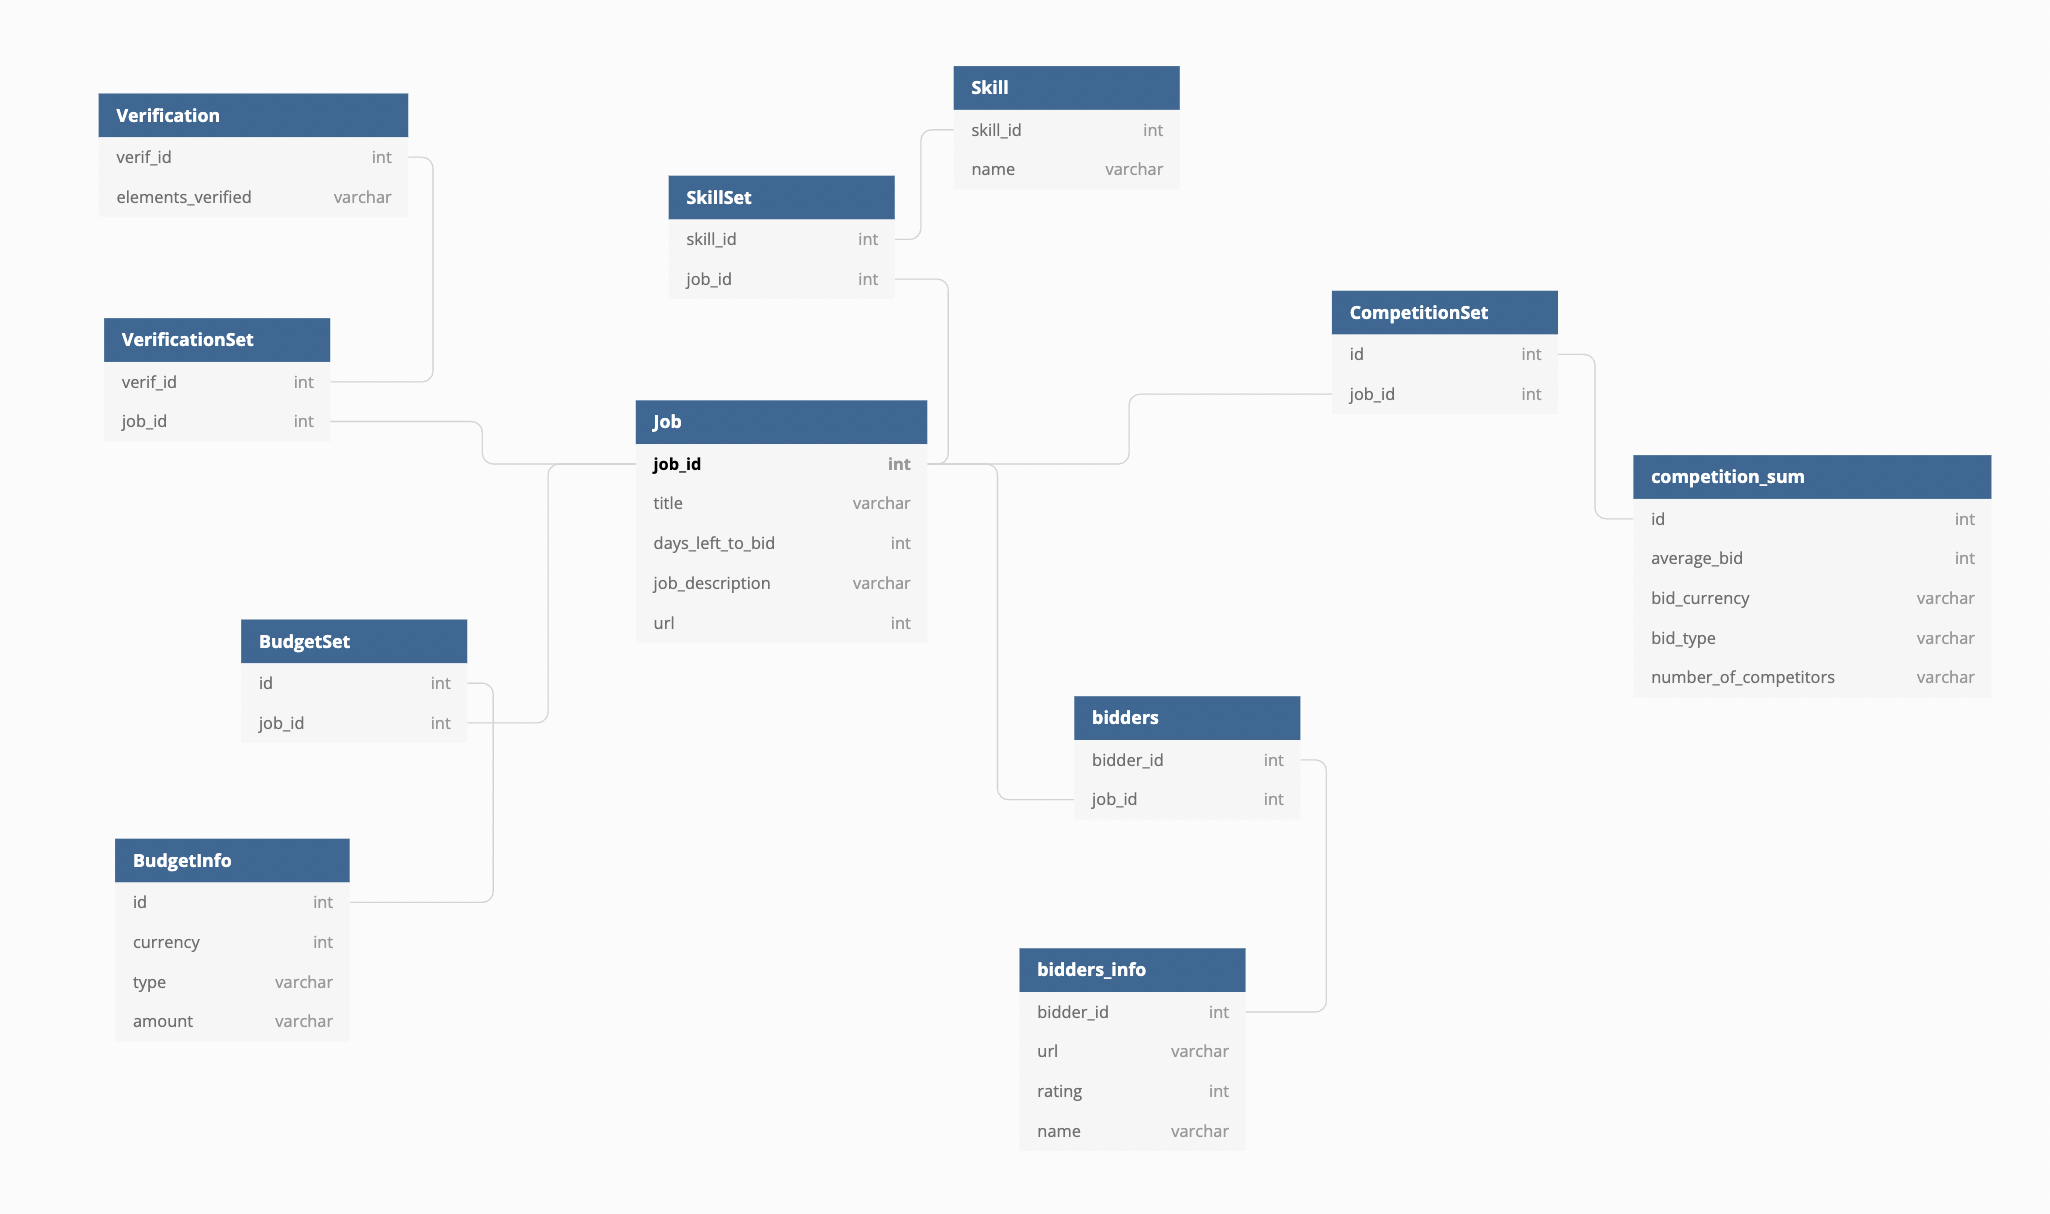 Verification
verif_id int
elements_verified varchar
Skill
skill_id int
name varchar
SkillSet
skill_id int
job_id int
VerificationSet
verif_id int
job_id int
CompetitionSet
id int
job_id int
Job
job_id int
title varchar
days_left_to_bid int
job_description varchar
url int
competition_sum
id int
average_bid int
bid_currency varchar
bid_type varchar
number_of_competitors varchar
BudgetSet
id int
job_id int
bidders
bidder_id int
job_id int
BudgetInfo
id int
currency int
type varchar
amount varchar
bidders_info
bidder_id int
url varchar
rating int
name varchar